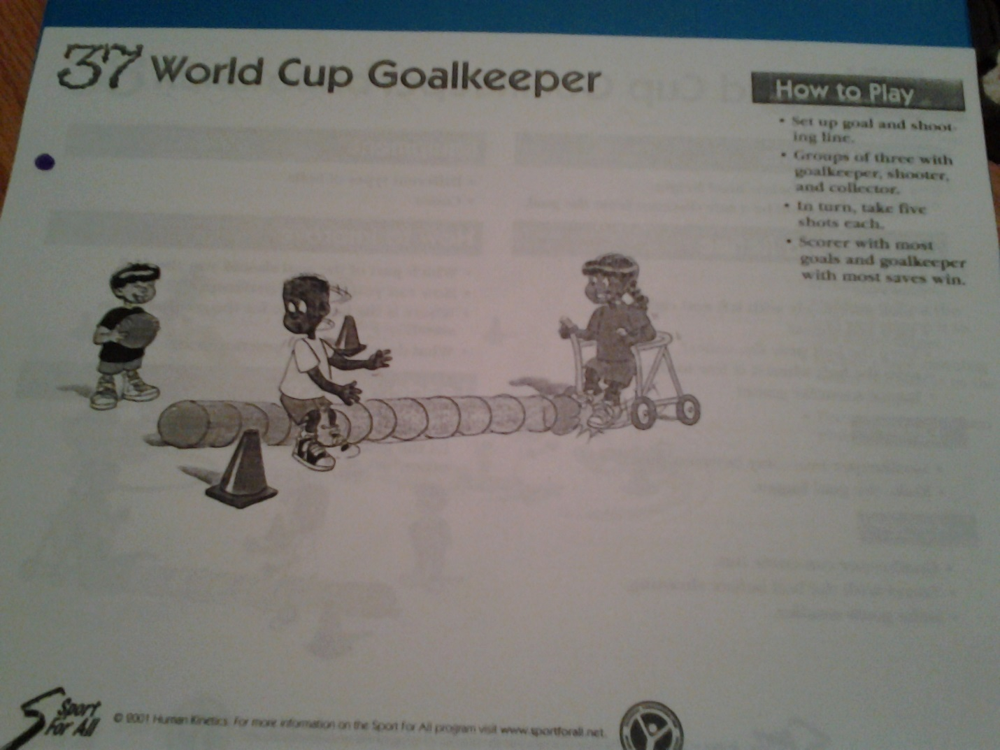 37 World Cup Goalkeeper
How to Play
• Set up goal and shoot-
ing line.
• Groups of three with
goalkeeper, shooter,
and collector.
• In turn, take five
shots each.
• Scorer with most
goals and goalkeeper
with most saves win.
Sport
For All
© 2001 Human Kinetics. For more information on the Sport for All program visit www.sportforall.net.